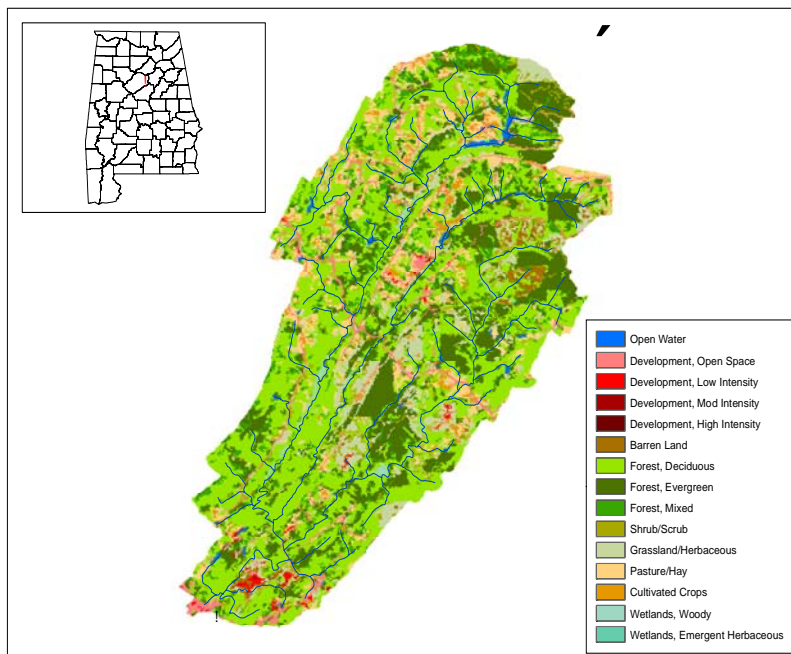 Open Water
Development, Open Space
Development, Low Intensity
Development, Mod Intensity
Development, High Intensity
Barren Land
Forest, Deciduous
Forest, Evergreen
Forest, Mixed
Shrub/Scrub
Grassland/Herbaceous
Pasture/Hay
Cultivated Crops
Wetlands, Woody
Wetlands, Emergent Herbaceous
!